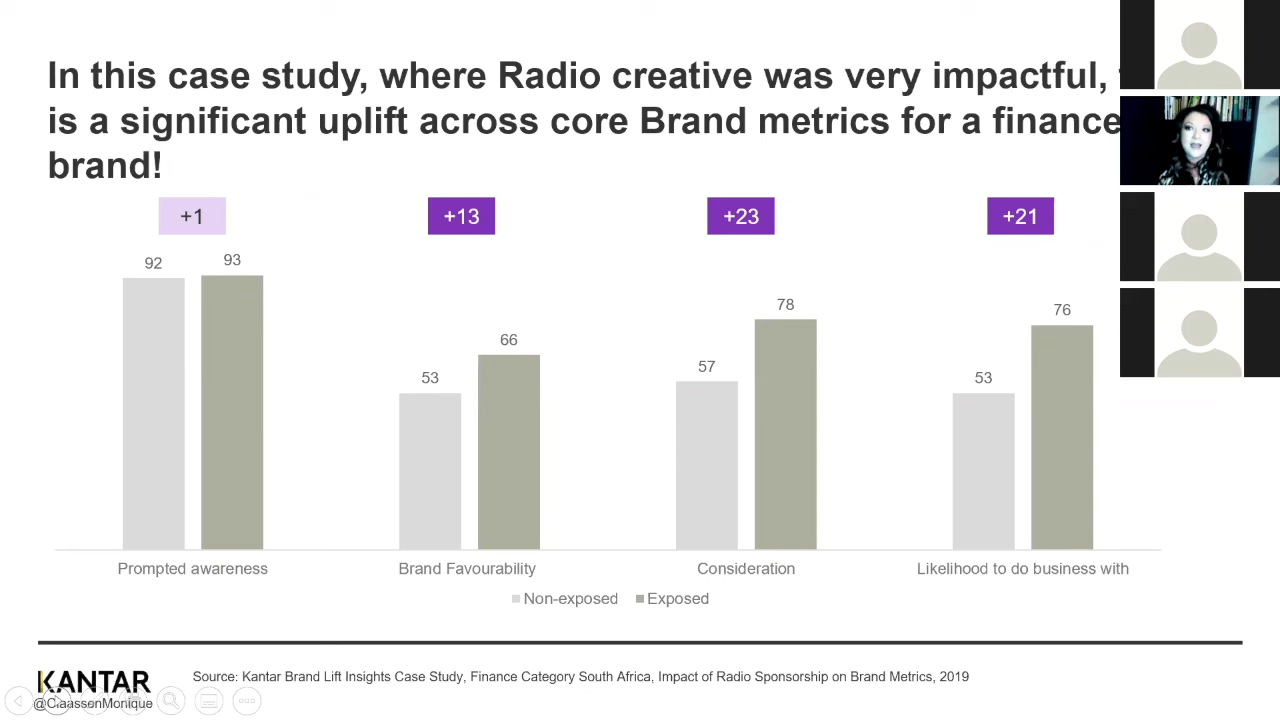 In this case study, where Radio creative was very impactful,
is a significant uplift across core Brand metrics for a finance
brand!
+1
+13
+23
+21
92
93
53
66
57
78
53
76
Prompted awareness
Brand Favourability
Consideration
Likelihood to do business with
Non-exposed
Exposed
KANTAR
Source: Kantar Brand Lift Insights Case Study, Finance Category South Africa, Impact of Radio Sponsorship on Brand Metrics, 2019
@ClaassenMonique